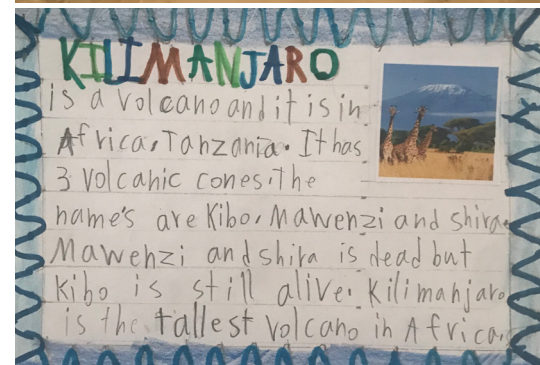 KILIMANJARO
is a volcano and it is in
Africa, Tanzania. It has
3 volcanic cones, the
name's are Kibo, Mawenzi and shira.
Mawenzi and shira is dead but
Kibo is still alive. Kilimanjaro
is the tallest volcano in Africa.